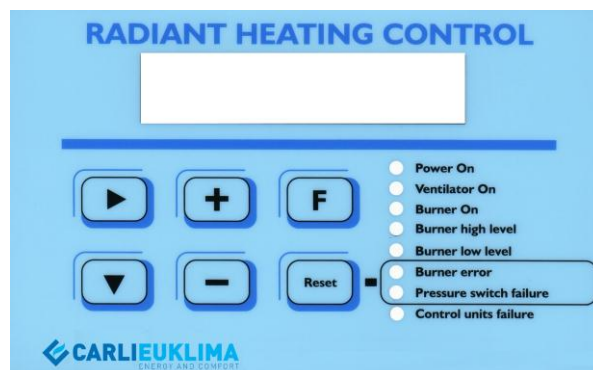 RADIANT HEATING CONTROL
F
Reset
Power On
Ventilator On
Burner On
Burner high level
Burner low level
Burner error
Pressure switch failure
Control units failure
CARLIEUKLIMA
ENERGY AND COMFORT